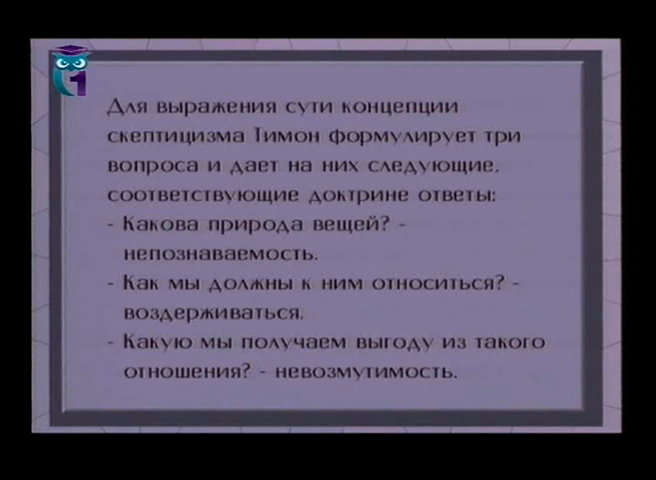 1
Для выражения сути концепции
скептицизма Тимон формулирует три
вопроса и дает на них следующие,
соответствующие доктрине ответы:
- Какова природа вещей? -
непознаваемость.
- Как мы должны к ним относиться? -
воздерживаться.
- Какую мы получаем выгоду из такого
отношения? - невозмутимость.